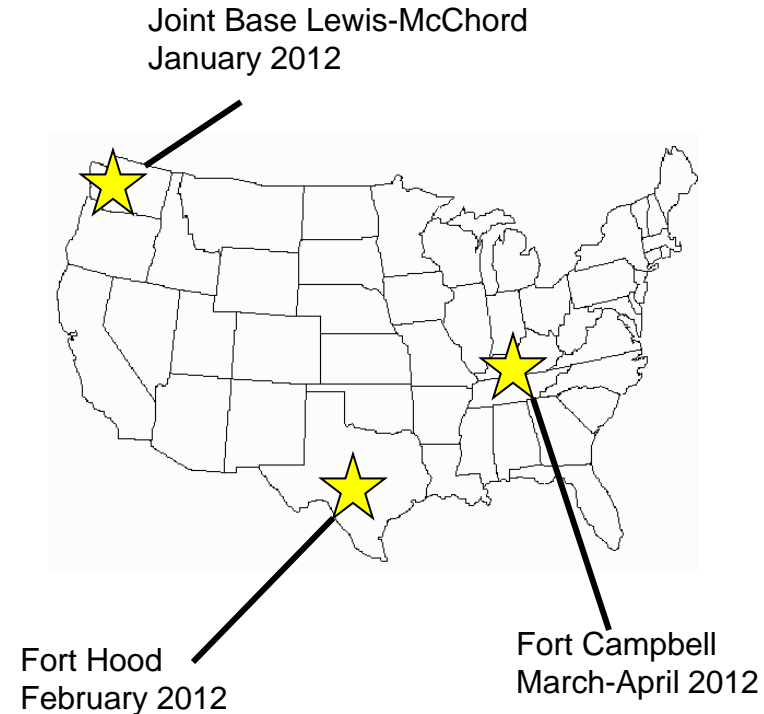 Joint Base Lewis-McChord
January 2012
Fort Hood
February 2012
Fort Campbell
March-April 2012